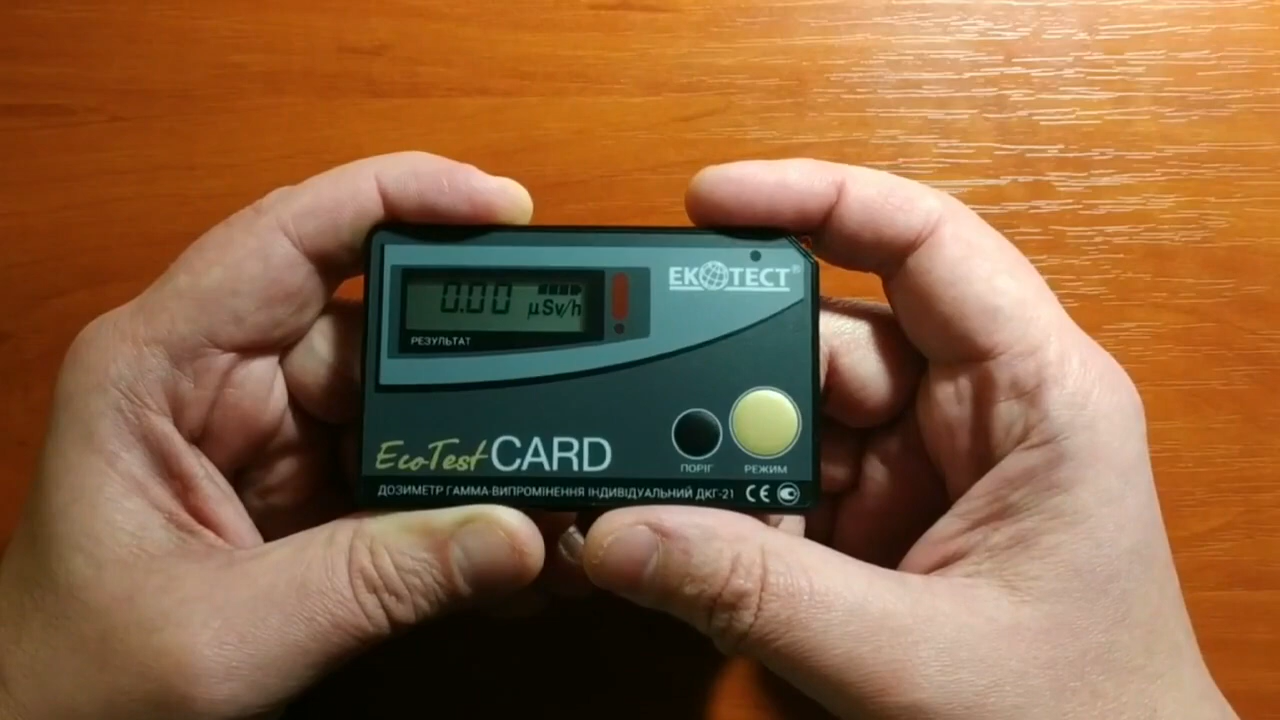 0.00 µSv/h
РЕЗУЛЬТАТ
ЕКОТЕСТ®
EcoTest CARD
ПОРІГ
РЕЖИМ
ДОЗИМЕТР ГАММА-ВИПРОМІНЕННЯ ІНДИВІДУАЛЬНИЙ ДКГ-21 CE